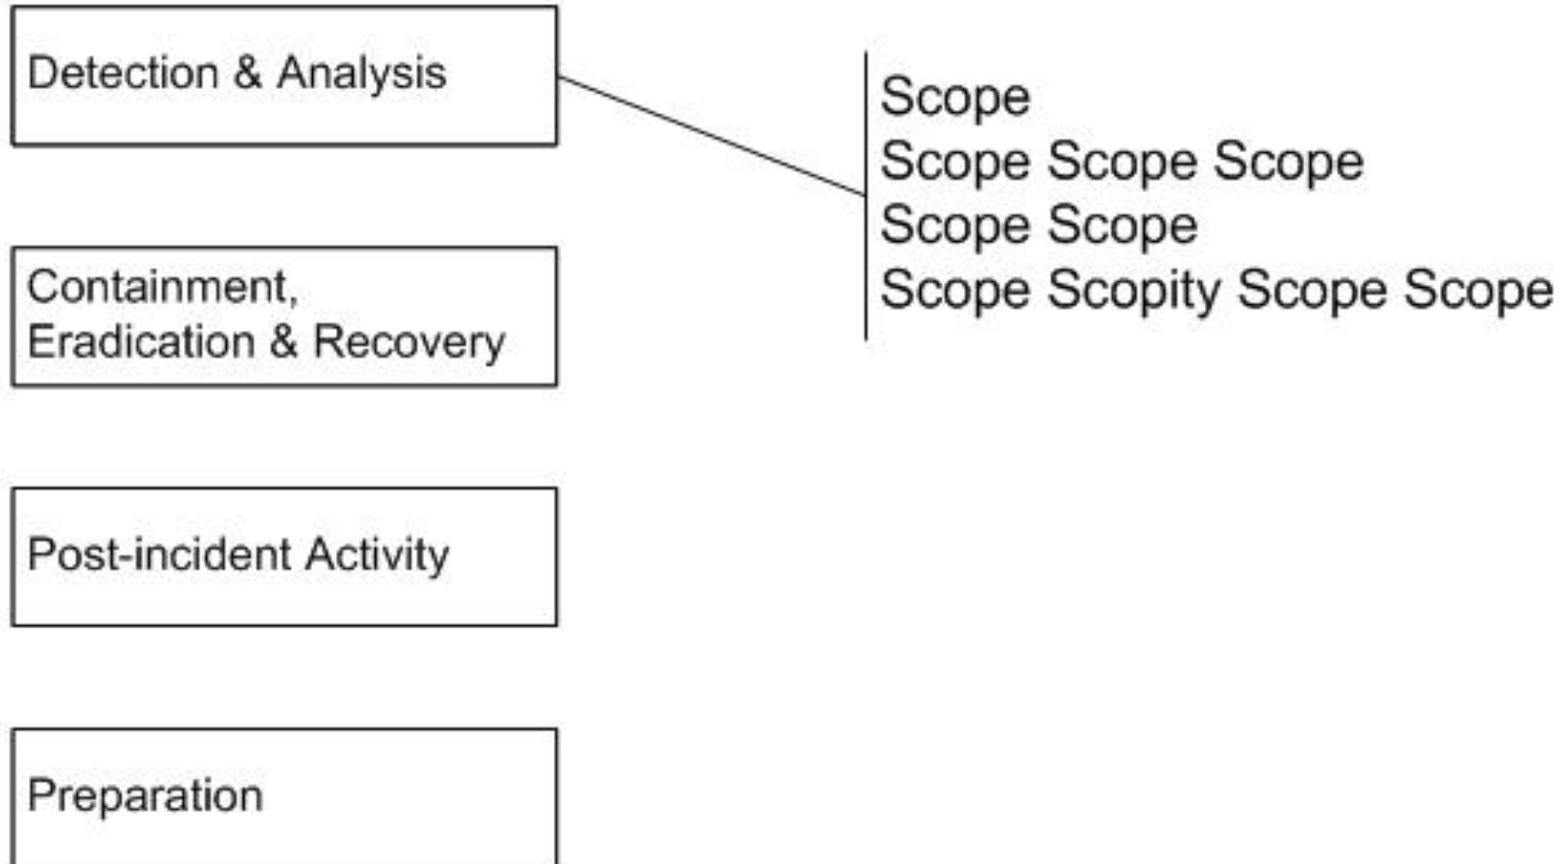 Detection & Analysis
Scope
Scope Scope Scope
Scope Scope
Scope Scopity Scope Scope
Containment,
Eradication & Recovery
Post-incident Activity
Preparation